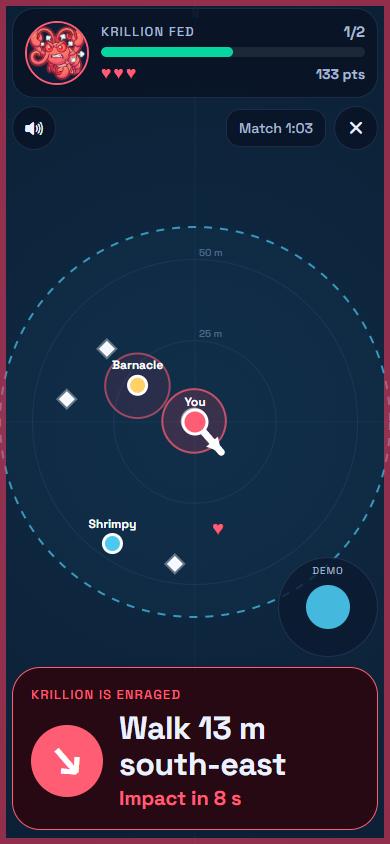 KRILLION FED
1/2
133 pts
Match 1:03
50 m
25 m
Barnacle
You
Shrimpy
DEMO
KRILLION IS ENRAGED
Walk 13 m
south-east
Impact in 8 s